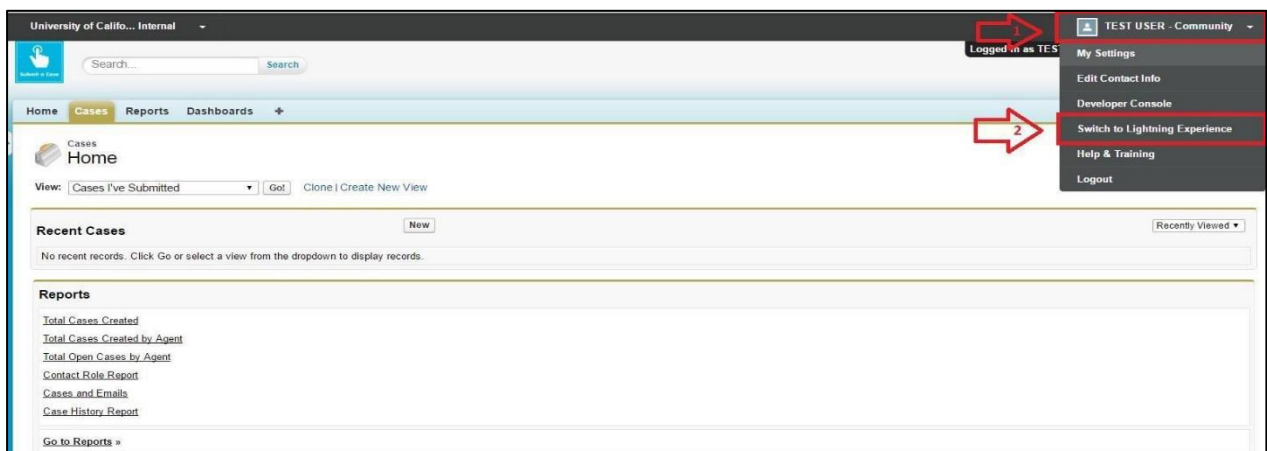 University of Califo... Internal
1
TEST USER - Community
Submit a Case
Search...
Search
Logged in as TES
My Settings
Edit Contact Info
Developer Console
2
Switch to Lightning Experience
Help & Training
Logout
Home Cases Reports Dashboards +
Cases
Home
View: Cases I've Submitted Go! Clone | Create New View
Recent Cases New Recently Viewed
No recent records. Click Go or select a view from the dropdown to display records.
Reports
Total Cases Created
Total Cases Created by Agent
Total Open Cases by Agent
Contact Role Report
Cases and Emails
Case History Report
Go to Reports »